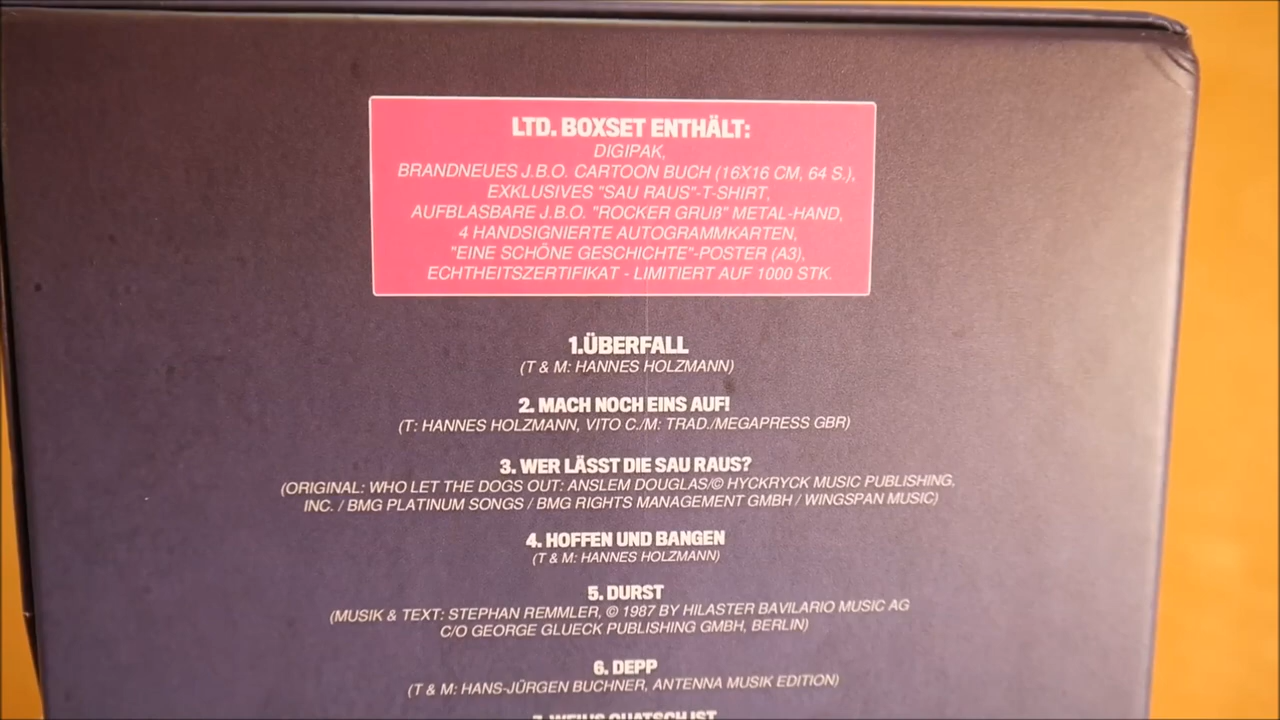 LTD. BOXSET ENTHÄLT:
DIGIPAK,
BRANDNEUES J.B.O. CARTOON BUCH (16X16 CM, 64 S.),
EXKLUSIVES "SAU RAUS"-T-SHIRT,
AUFBLASBARE J.B.O. "ROCKER GRUß" METAL-HAND,
4 HANDSIGNIERTE AUTOGRAMMKARTEN,
"EINE SCHÖNE GESCHICHTE"-POSTER (A3),
ECHTHEITSZERTIFIKAT - LIMITIERT AUF 1000 STK.
1.ÜBERFALL
(T & M: HANNES HOLZMANN)
2. MACH NOCH EINS AUF!
(T: HANNES HOLZMANN, VITO C./M: TRAD./MEGAPRESS GBR)
3. WER LÄSST DIE SAU RAUS?
(ORIGINAL: WHO LET THE DOGS OUT: ANSLEM DOUGLAS/© HYCKRYCK MUSIC PUBLISHING,
INC. / BMG PLATINUM SONGS / BMG RIGHTS MANAGEMENT GMBH / WINGSPAN MUSIC)
4. HOFFEN UND BANGEN
(T & M: HANNES HOLZMANN)
5. DURST
(MUSIK & TEXT: STEPHAN REMMLER, © 1987 BY HILASTER BAVILARIO MUSIC AG
C/O GEORGE GLUECK PUBLISHING GMBH, BERLIN)
6. DEPP
(T & M: HANS-JÜRGEN BUCHNER, ANTENNA MUSIK EDITION)
7. WEIL'S QUATSCH IST